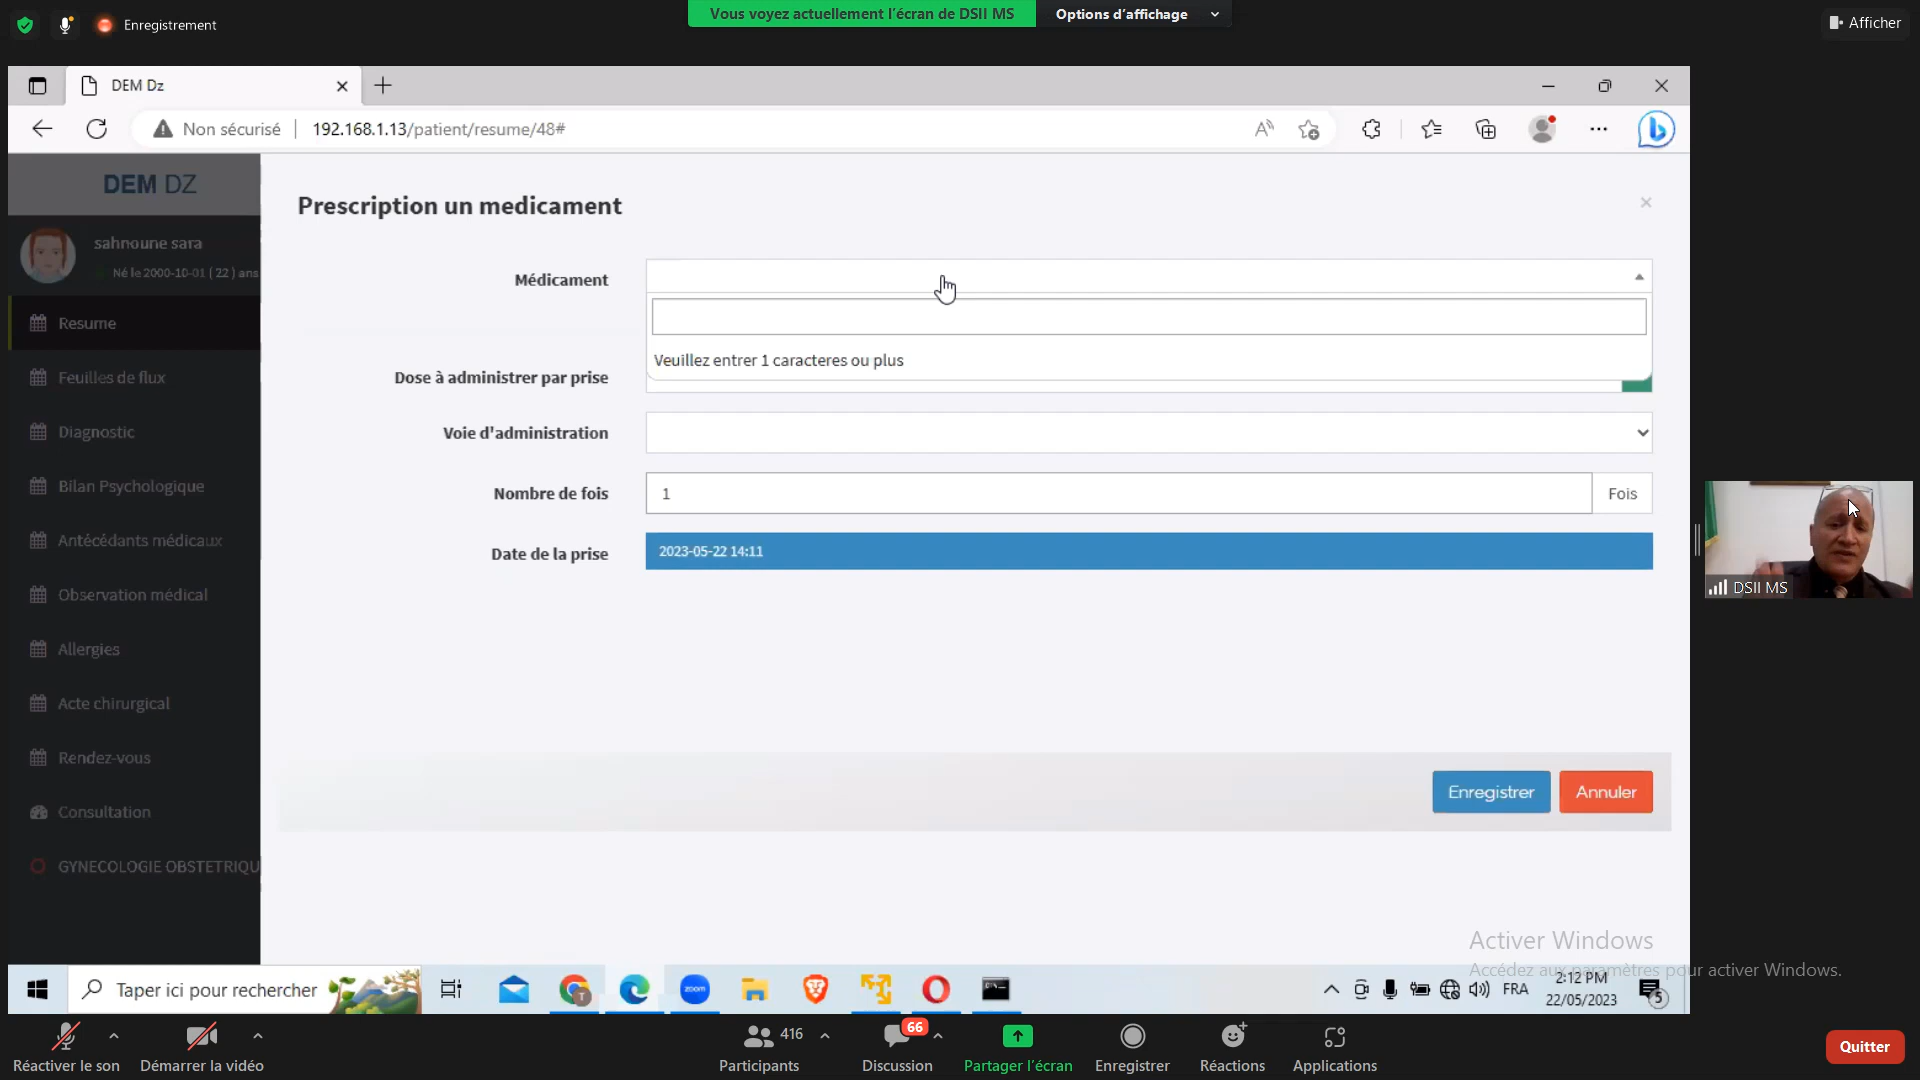 Enregistrement
Vous voyez actuellement l'écran de DSII MS
Options d'affichage
Afficher
DEM Dz
Non sécurisé
192.168.1.13/patient/resume/48#
DEM DZ
sahnoune sara
Né le 2000-10-01 ( 22 ) ans
Resume
Feuilles de flux
Diagnostic
Bilan Psychologique
Antécédants médicaux
Observation médical
Allergies
Acte chirurgical
Rendez-vous
Consultation
GYNECOLOGIE OBSTETRIQU
Prescription un medicament
×
Médicament
Veuillez entrer 1 caracteres ou plus
Dose à administrer par prise
Voie d'administration
Nombre de fois
1
Fois
Date de la prise
2023-05-22 14:11
Enregistrer
Annuler
DSII MS
Activer Windows
Accédez aux paramètres pour activer Windows.
Taper ici pour rechercher
T
zoom
FRA
2:12 PM
22/05/2023
5
Réactiver le son
Démarrer la vidéo
416
Participants
66
Discussion
Partager l'écran
Enregistrer
Réactions
Applications
Quitter